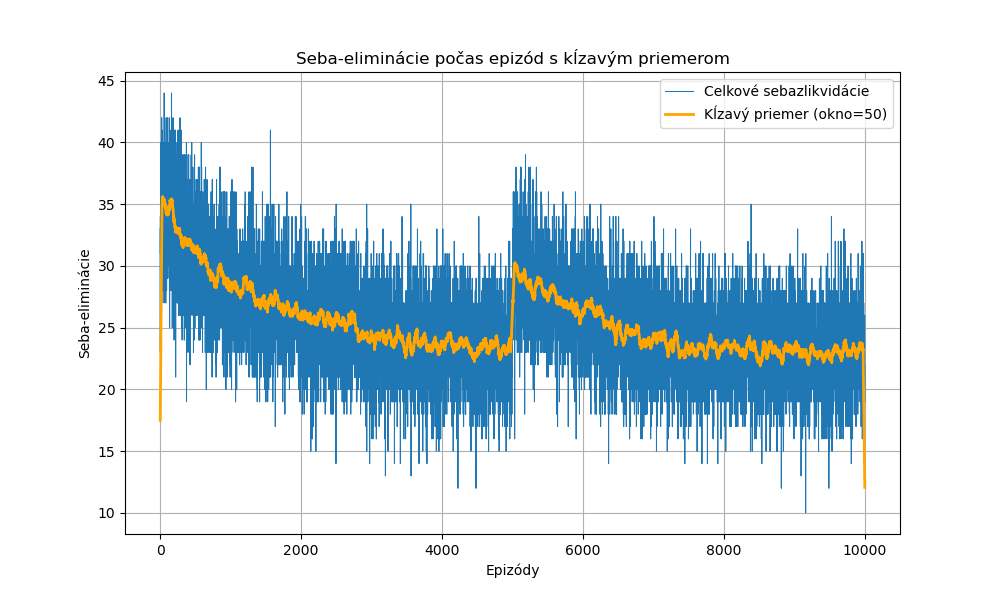 Seba-eliminácie počas epizód s kĺzavým priemerom
Celkové sebazlikvidácie
Kĺzavý priemer (okno=50)
Seba-eliminácie
45
40
35
30
25
20
15
10
0 2000 4000 6000 8000 10000
Epizódy